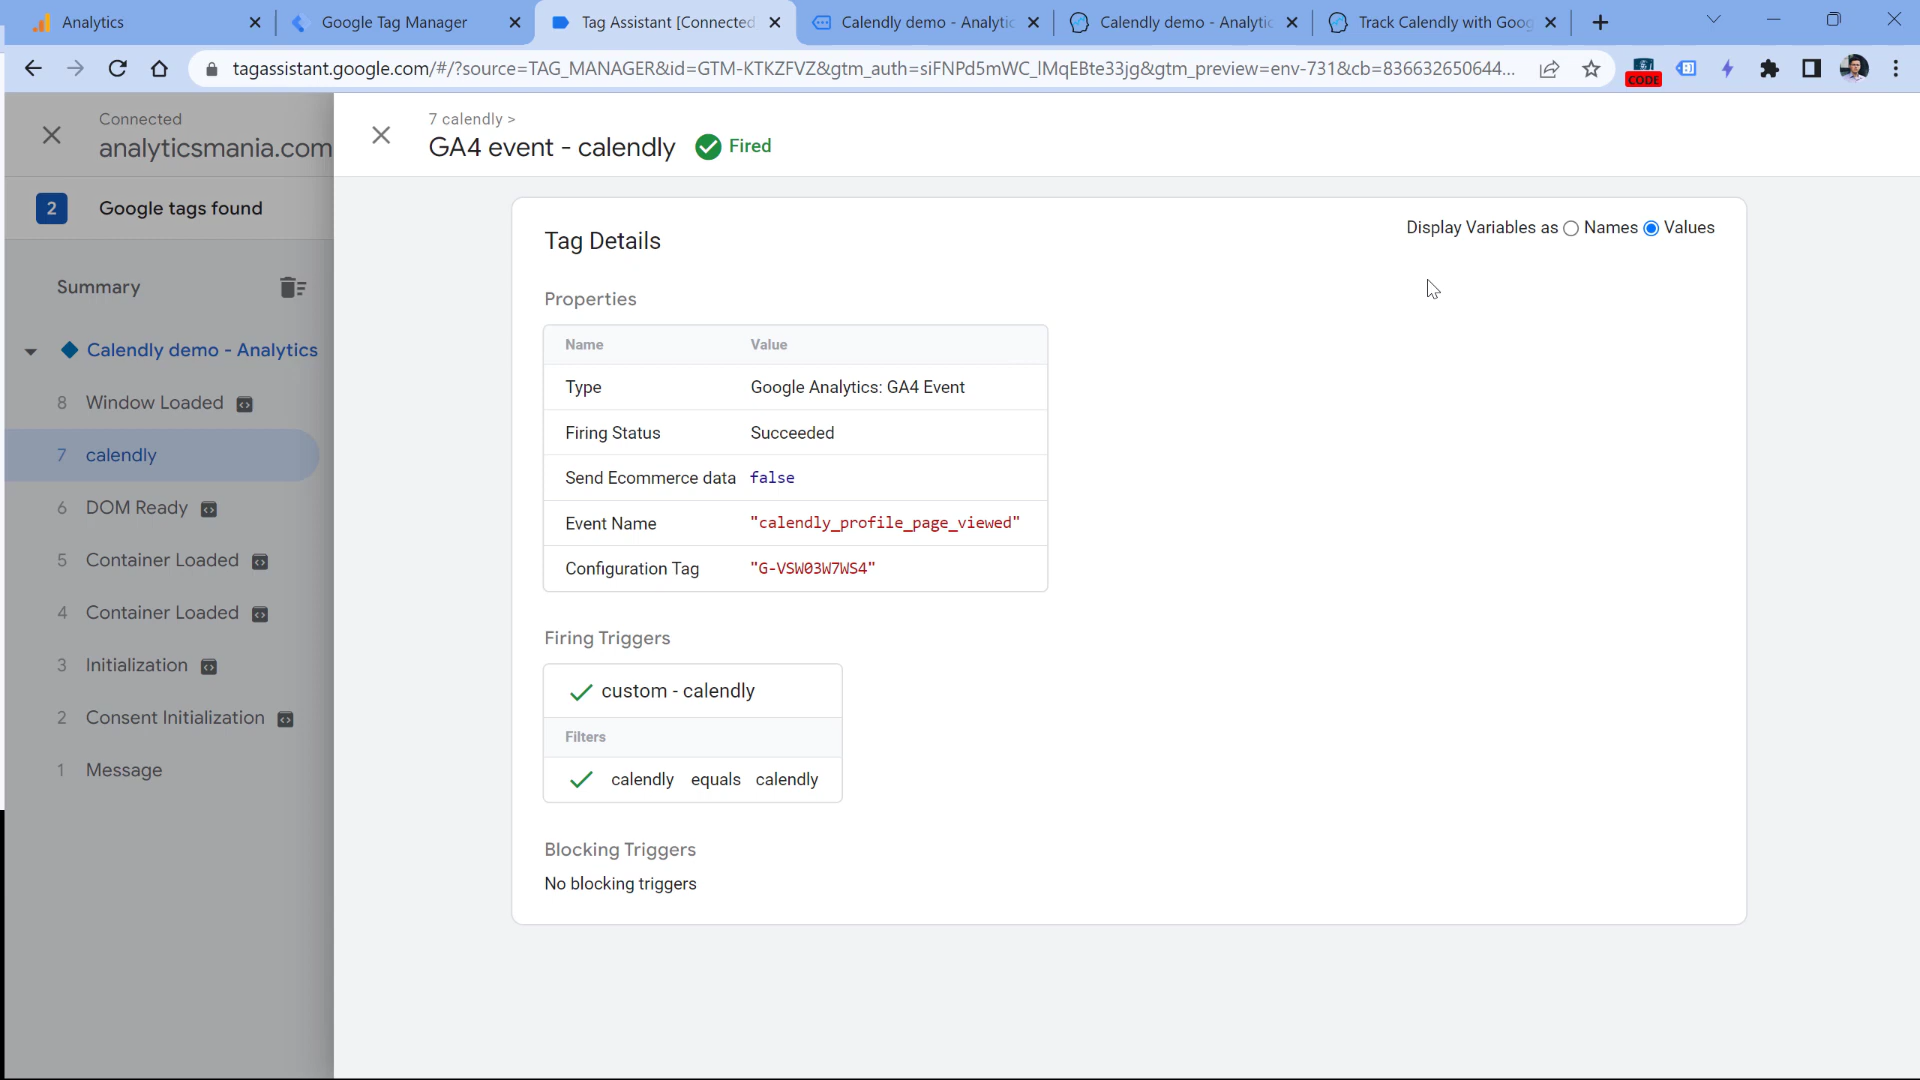 Analytics
Google Tag Manager
Tag Assistant [Connected
Calendly demo - Analytic
Calendly demo - Analytic
Track Calendly with Goog
tagassistant.google.com/#/?source=TAG_MANAGER&id=GTM-KTKZFVZ&gtm_auth=siFNPd5mWC_lMqEBte33jg&gtm_preview=env-731&cb=836632650644...
CODE
Connected
analyticsmania.com
2
Google tags found
Summary
Calendly demo - Analytics
8 Window Loaded
7 calendly
6 DOM Ready
5 Container Loaded
4 Container Loaded
3 Initialization
2 Consent Initialization
1 Message
7 calendly >
GA4 event - calendly
Fired
Tag Details
Display Variables as Names Values
Properties
Name Value
Type Google Analytics: GA4 Event
Firing Status Succeeded
Send Ecommerce data false
Event Name "calendly_profile_page_viewed"
Configuration Tag "G-VSW03W7WS4"
Firing Triggers
custom - calendly
Filters
calendly equals calendly
Blocking Triggers
No blocking triggers